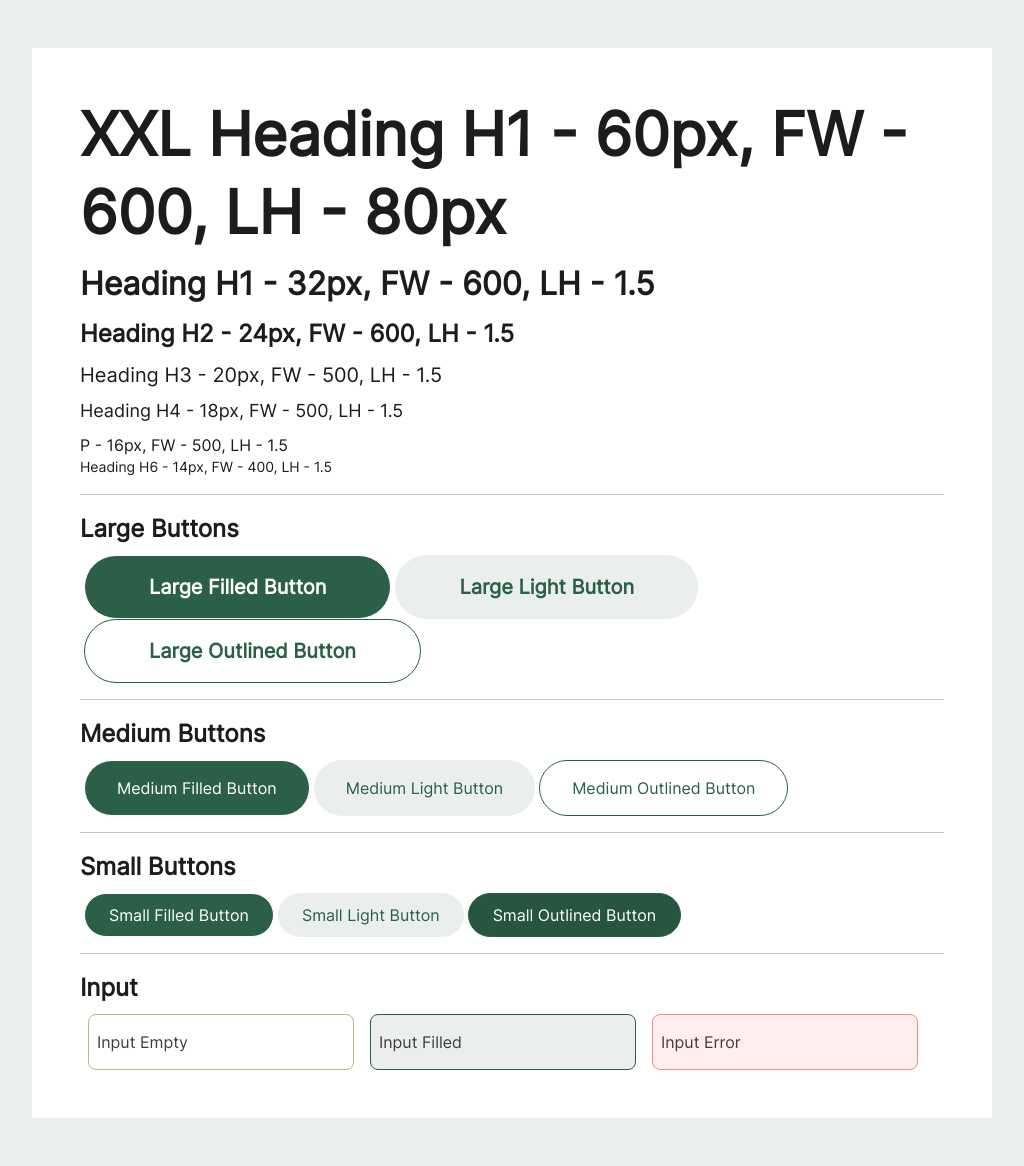 XXL Heading H1 - 60px, FW -
600, LH - 80px
Heading H1 - 32px, FW - 600, LH - 1.5
Heading H2 - 24px, FW - 600, LH - 1.5
Heading H3 - 20px, FW - 500, LH - 1.5
Heading H4 - 18px, FW - 500, LH - 1.5
P - 16px, FW - 500, LH - 1.5
Heading H6 - 14px, FW - 400, LH - 1.5
Large Buttons
Large Filled Button
Large Light Button
Large Outlined Button
Medium Buttons
Medium Filled Button
Medium Light Button
Medium Outlined Button
Small Buttons
Small Filled Button
Small Light Button
Small Outlined Button
Input
Input Empty
Input Filled
Input Error